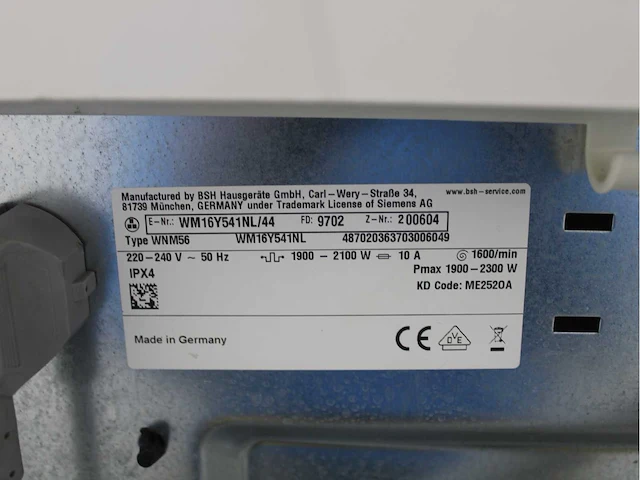 Manufactured by BSH Hausgeräte GmbH, Carl-Wery-Straße 34, www.bsh-service.com
81739 München, GERMANY under Trademark License of Siemens AG
E-Nr.: WM16Y541NL/44 FD: 9702 Z-Nr.: 200604
Type WNM56 WM16Y541NL 487020363703006049
220-240 V ~ 50 Hz 1900 - 2100 W 10 A 1600/min
IPX4 Pmax 1900-2300 W
KD Code: ME252OA
Made in Germany CE VDE